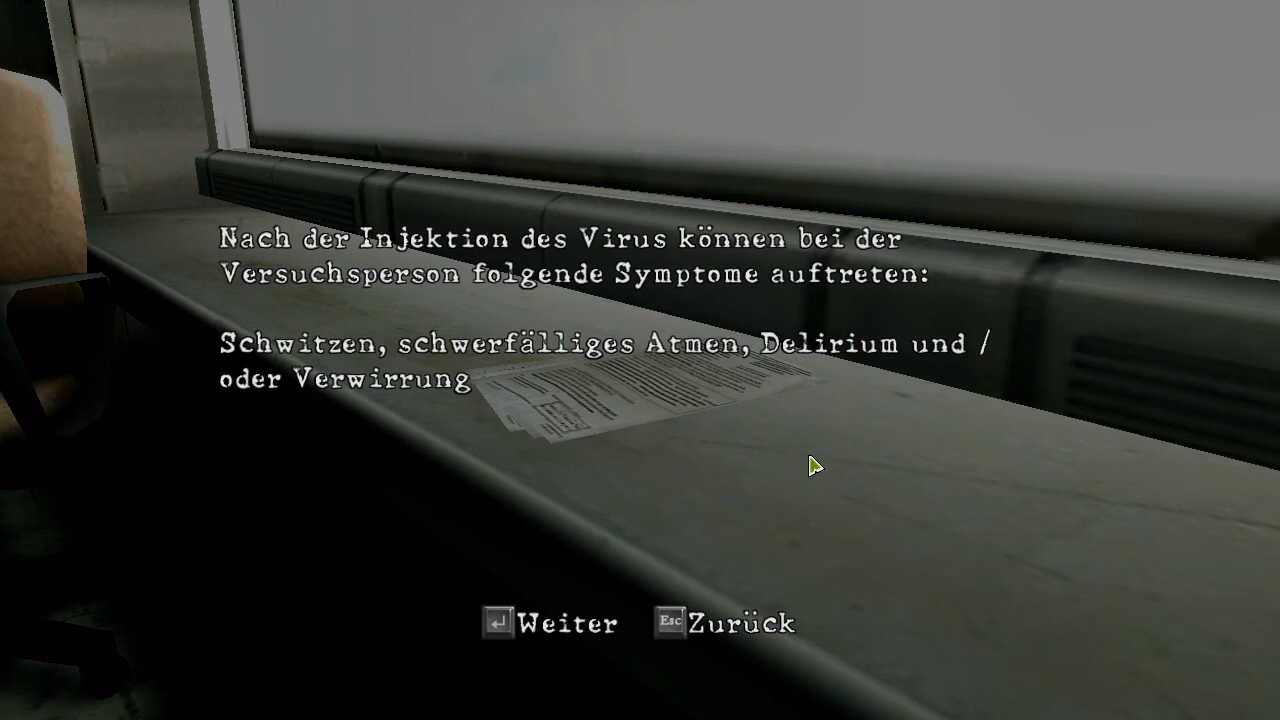 Nach der Injektion des Virus können bei der
Versuchsperson folgende Symptome auftreten:
Schwitzen, schwerfälliges Atmen, Delirium und /
oder Verwirrung
Weiter Esc Zurück